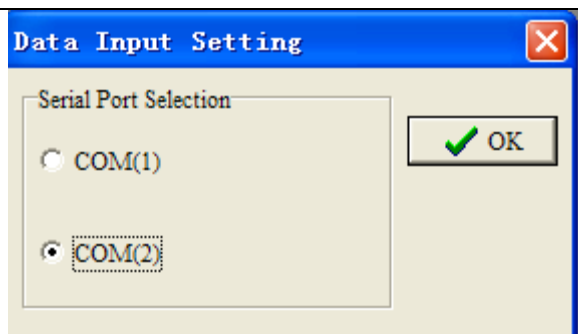 Data Input Setting
Serial Port Selection
OK
COM(1)
COM(2)